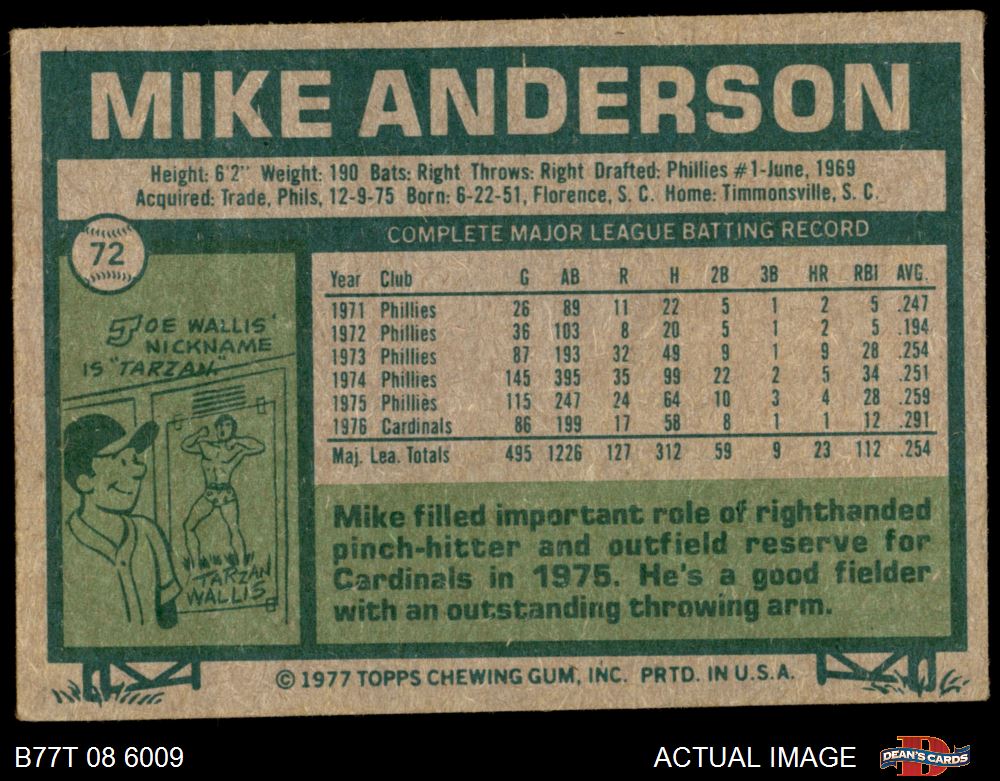 MIKE ANDERSON
Height: 6'2" Weight: 190 Bats: Right Throws: Right Drafted: Phillies #1-June, 1969
Acquired: Trade, Phils, 12-9-75 Born: 6-22-51, Florence, S. C. Home: Timmonsville, S. C.
72
COMPLETE MAJOR LEAGUE BATTING RECORD
JOE WALLIS'
NICKNAME
IS "TARZAN."
TARZAN
WALLIS
Year Club G AB R H 2B 3B HR RBI AVG.
1971 Phillies 26 89 11 22 5 1 2 5 .247
1972 Phillies 36 103 8 20 5 1 2 5 .194
1973 Phillies 87 193 32 49 9 1 9 28 .254
1974 Phillies 145 395 35 99 22 2 5 34 .251
1975 Phillies 115 247 24 64 10 3 4 28 .259
1976 Cardinals 86 199 17 58 8 1 1 12 .291
Maj. Lea. Totals 495 1226 127 312 59 9 23 112 .254
Mike filled important role of righthanded
pinch-hitter and outfield reserve for
Cardinals in 1975. He's a good fielder
with an outstanding throwing arm.
© 1977 TOPPS CHEWING GUM, INC. PRTD. IN U.S.A.
B77T 08 6009
ACTUAL IMAGE
DEAN'S CARDS